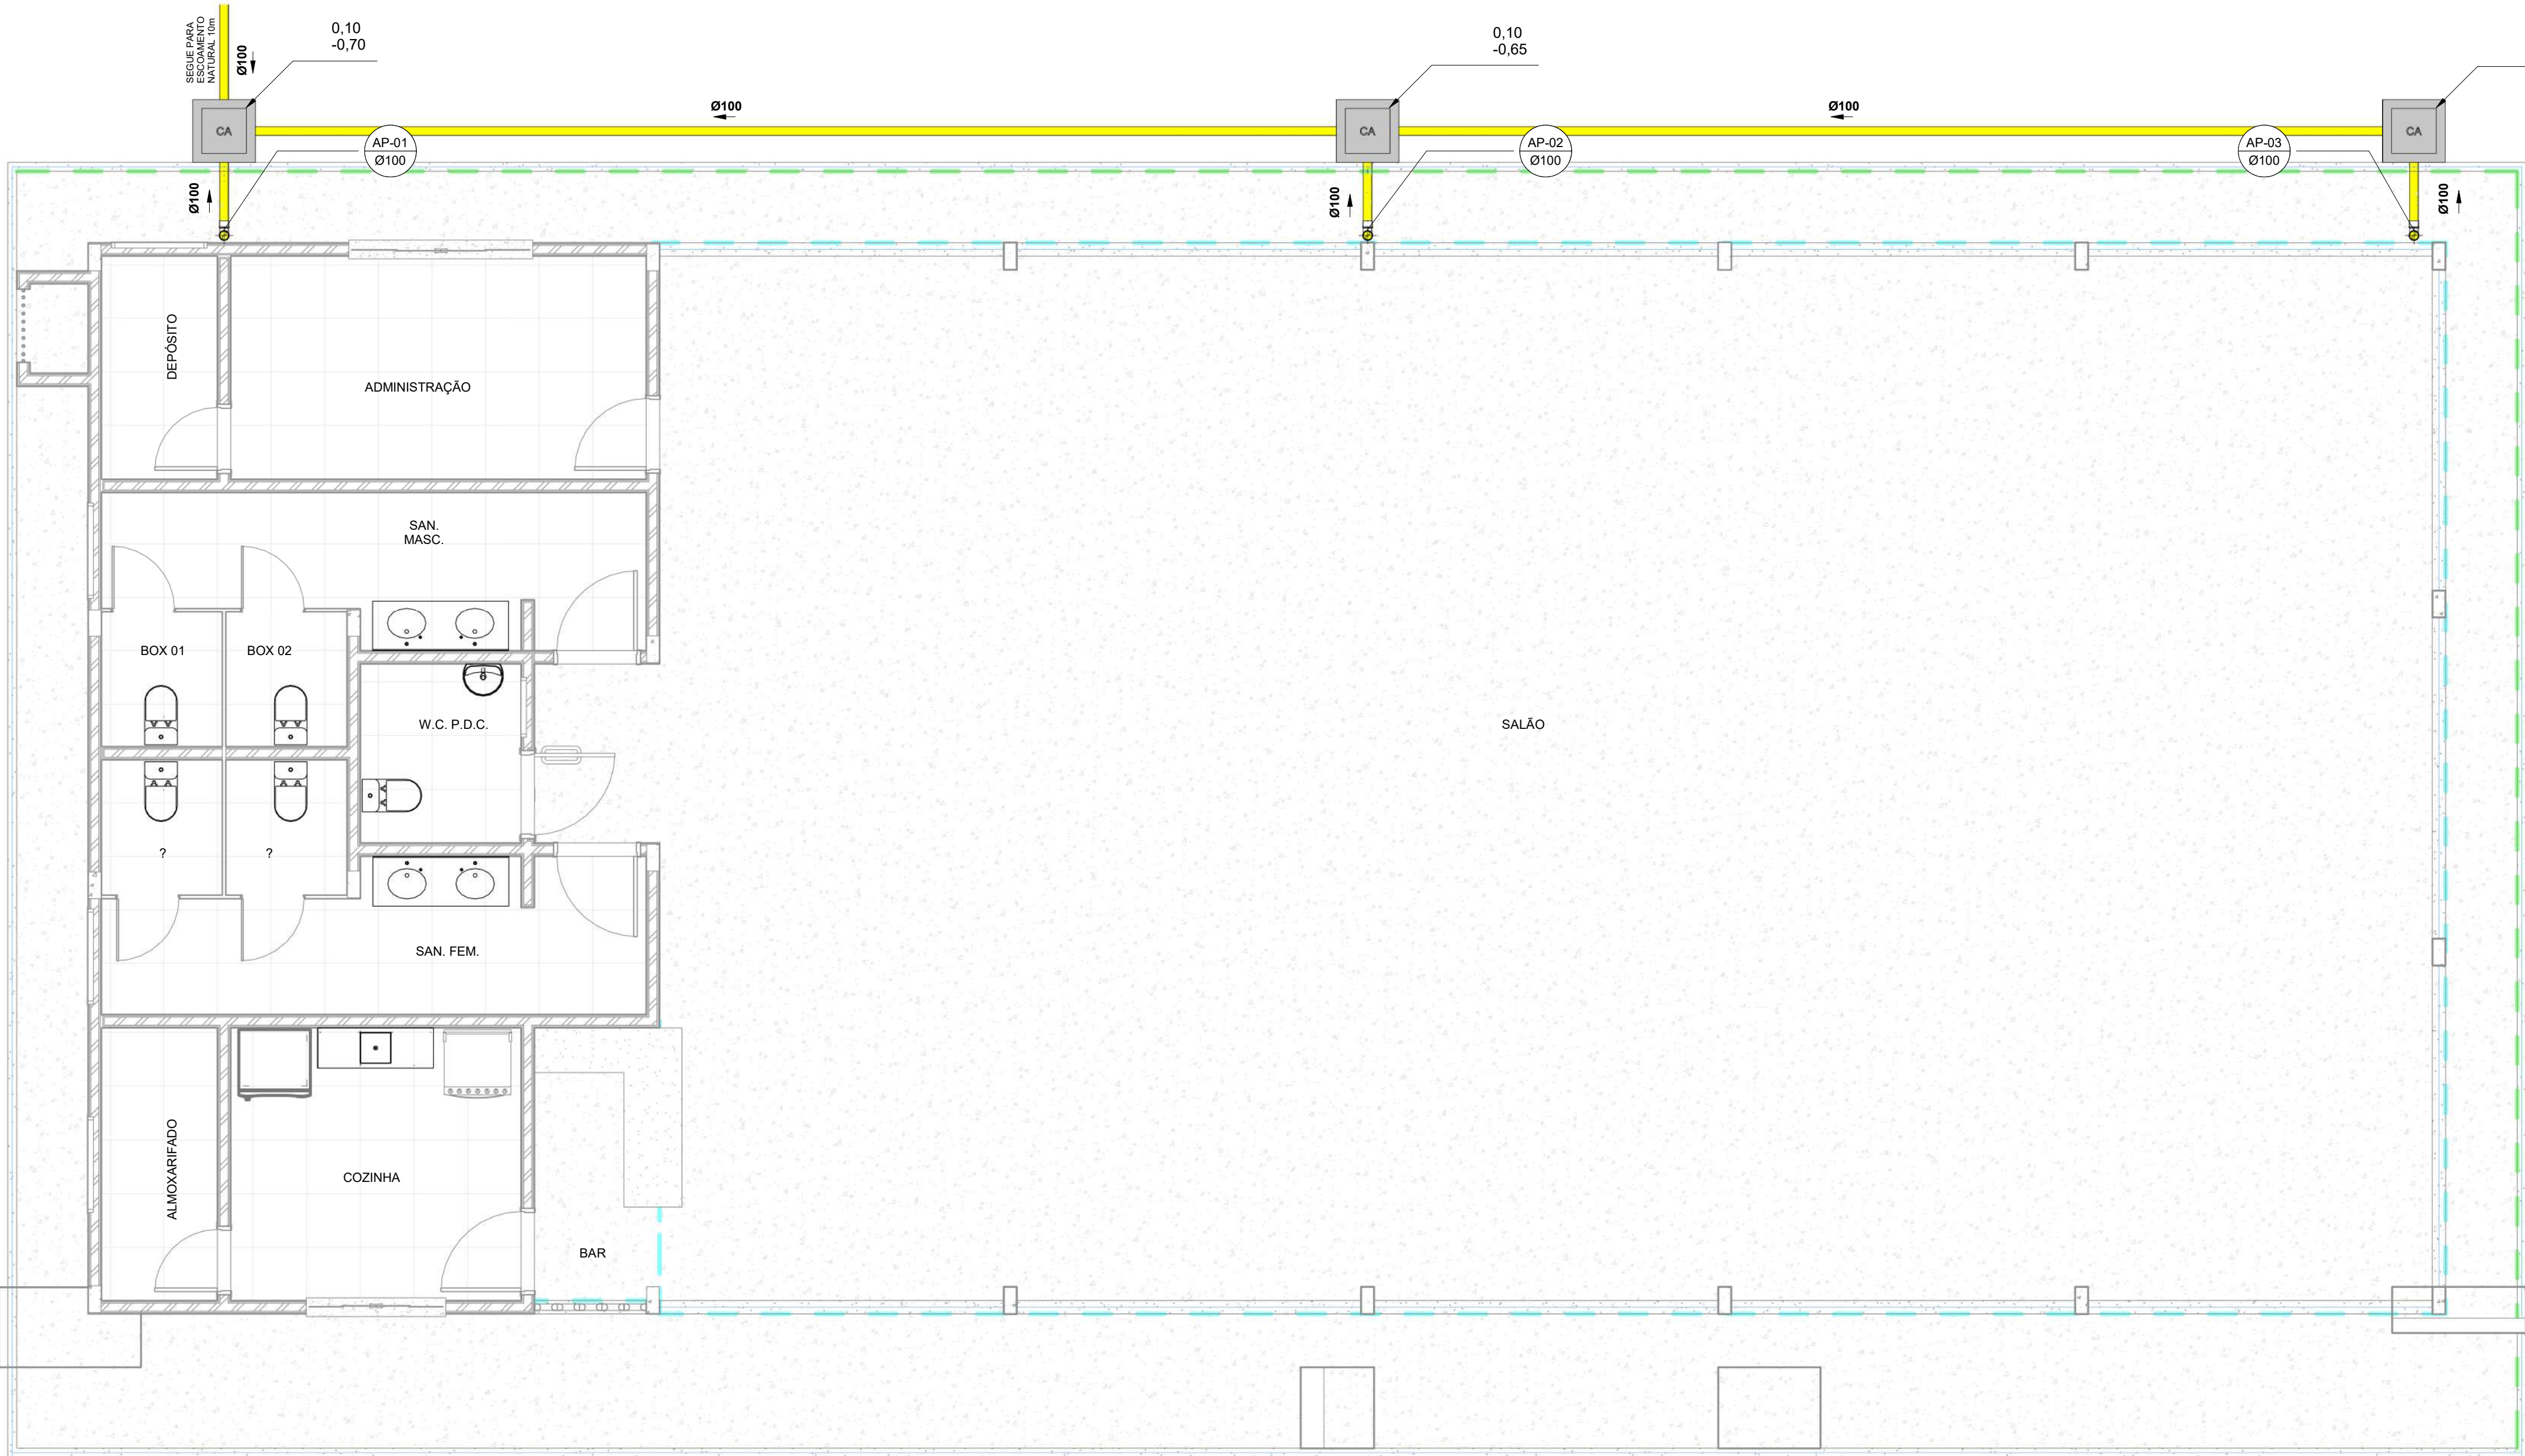 SEGUE PARA
ESCOAMENTO
NATURAL 10m
Ø100
0,10
-0,70
0,10
-0,65
CA
Ø100
CA
Ø100
CA
AP-01
Ø100
AP-02
Ø100
AP-03
Ø100
Ø100
Ø100
Ø100
DEPÓSITO
ADMINISTRAÇÃO
SAN.
MASC.
BOX 01
BOX 02
W.C. P.D.C.
SALÃO
?
?
SAN. FEM.
ALMOXARIFADO
COZINHA
BAR